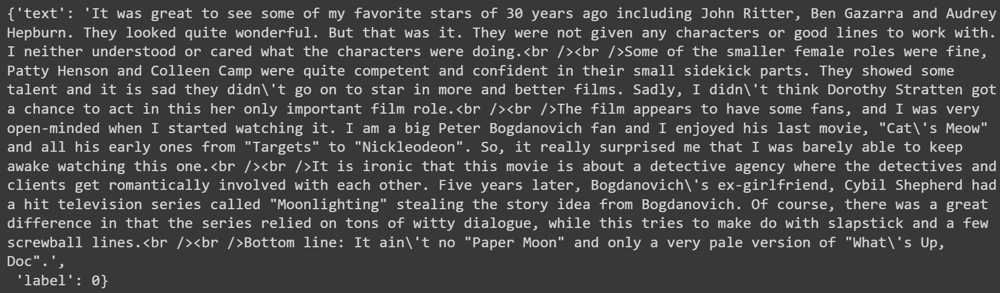 {'text': 'It was great to see some of my favorite stars of 30 years ago including John Ritter, Ben Gazarra and Audrey
Hepburn. They looked quite wonderful. But that was it. They were not given any characters or good lines to work with.
I neither understood or cared what the characters were doing.<br /><br />Some of the smaller female roles were fine,
Patty Henson and Colleen Camp were quite competent and confident in their small sidekick parts. They showed some
talent and it is sad they didn\'t go on to star in more and better films. Sadly, I didn\'t think Dorothy Stratten got
a chance to act in this her only important film role.<br /><br />The film appears to have some fans, and I was very
open-minded when I started watching it. I am a big Peter Bogdanovich fan and I enjoyed his last movie, "Cat\'s Meow"
and all his early ones from "Targets" to "Nickleodeon". So, it really surprised me that I was barely able to keep
awake watching this one.<br /><br />It is ironic that this movie is about a detective agency where the detectives and
clients get romantically involved with each other. Five years later, Bogdanovich\'s ex-girlfriend, Cybil Shepherd had
a hit television series called "Moonlighting" stealing the story idea from Bogdanovich. Of course, there was a great
difference in that the series relied on tons of witty dialogue, while this tries to make do with slapstick and a few
screwball lines.<br /><br />Bottom line: It ain\'t no "Paper Moon" and only a very pale version of "What\'s Up,
Doc".',
 'label': 0}